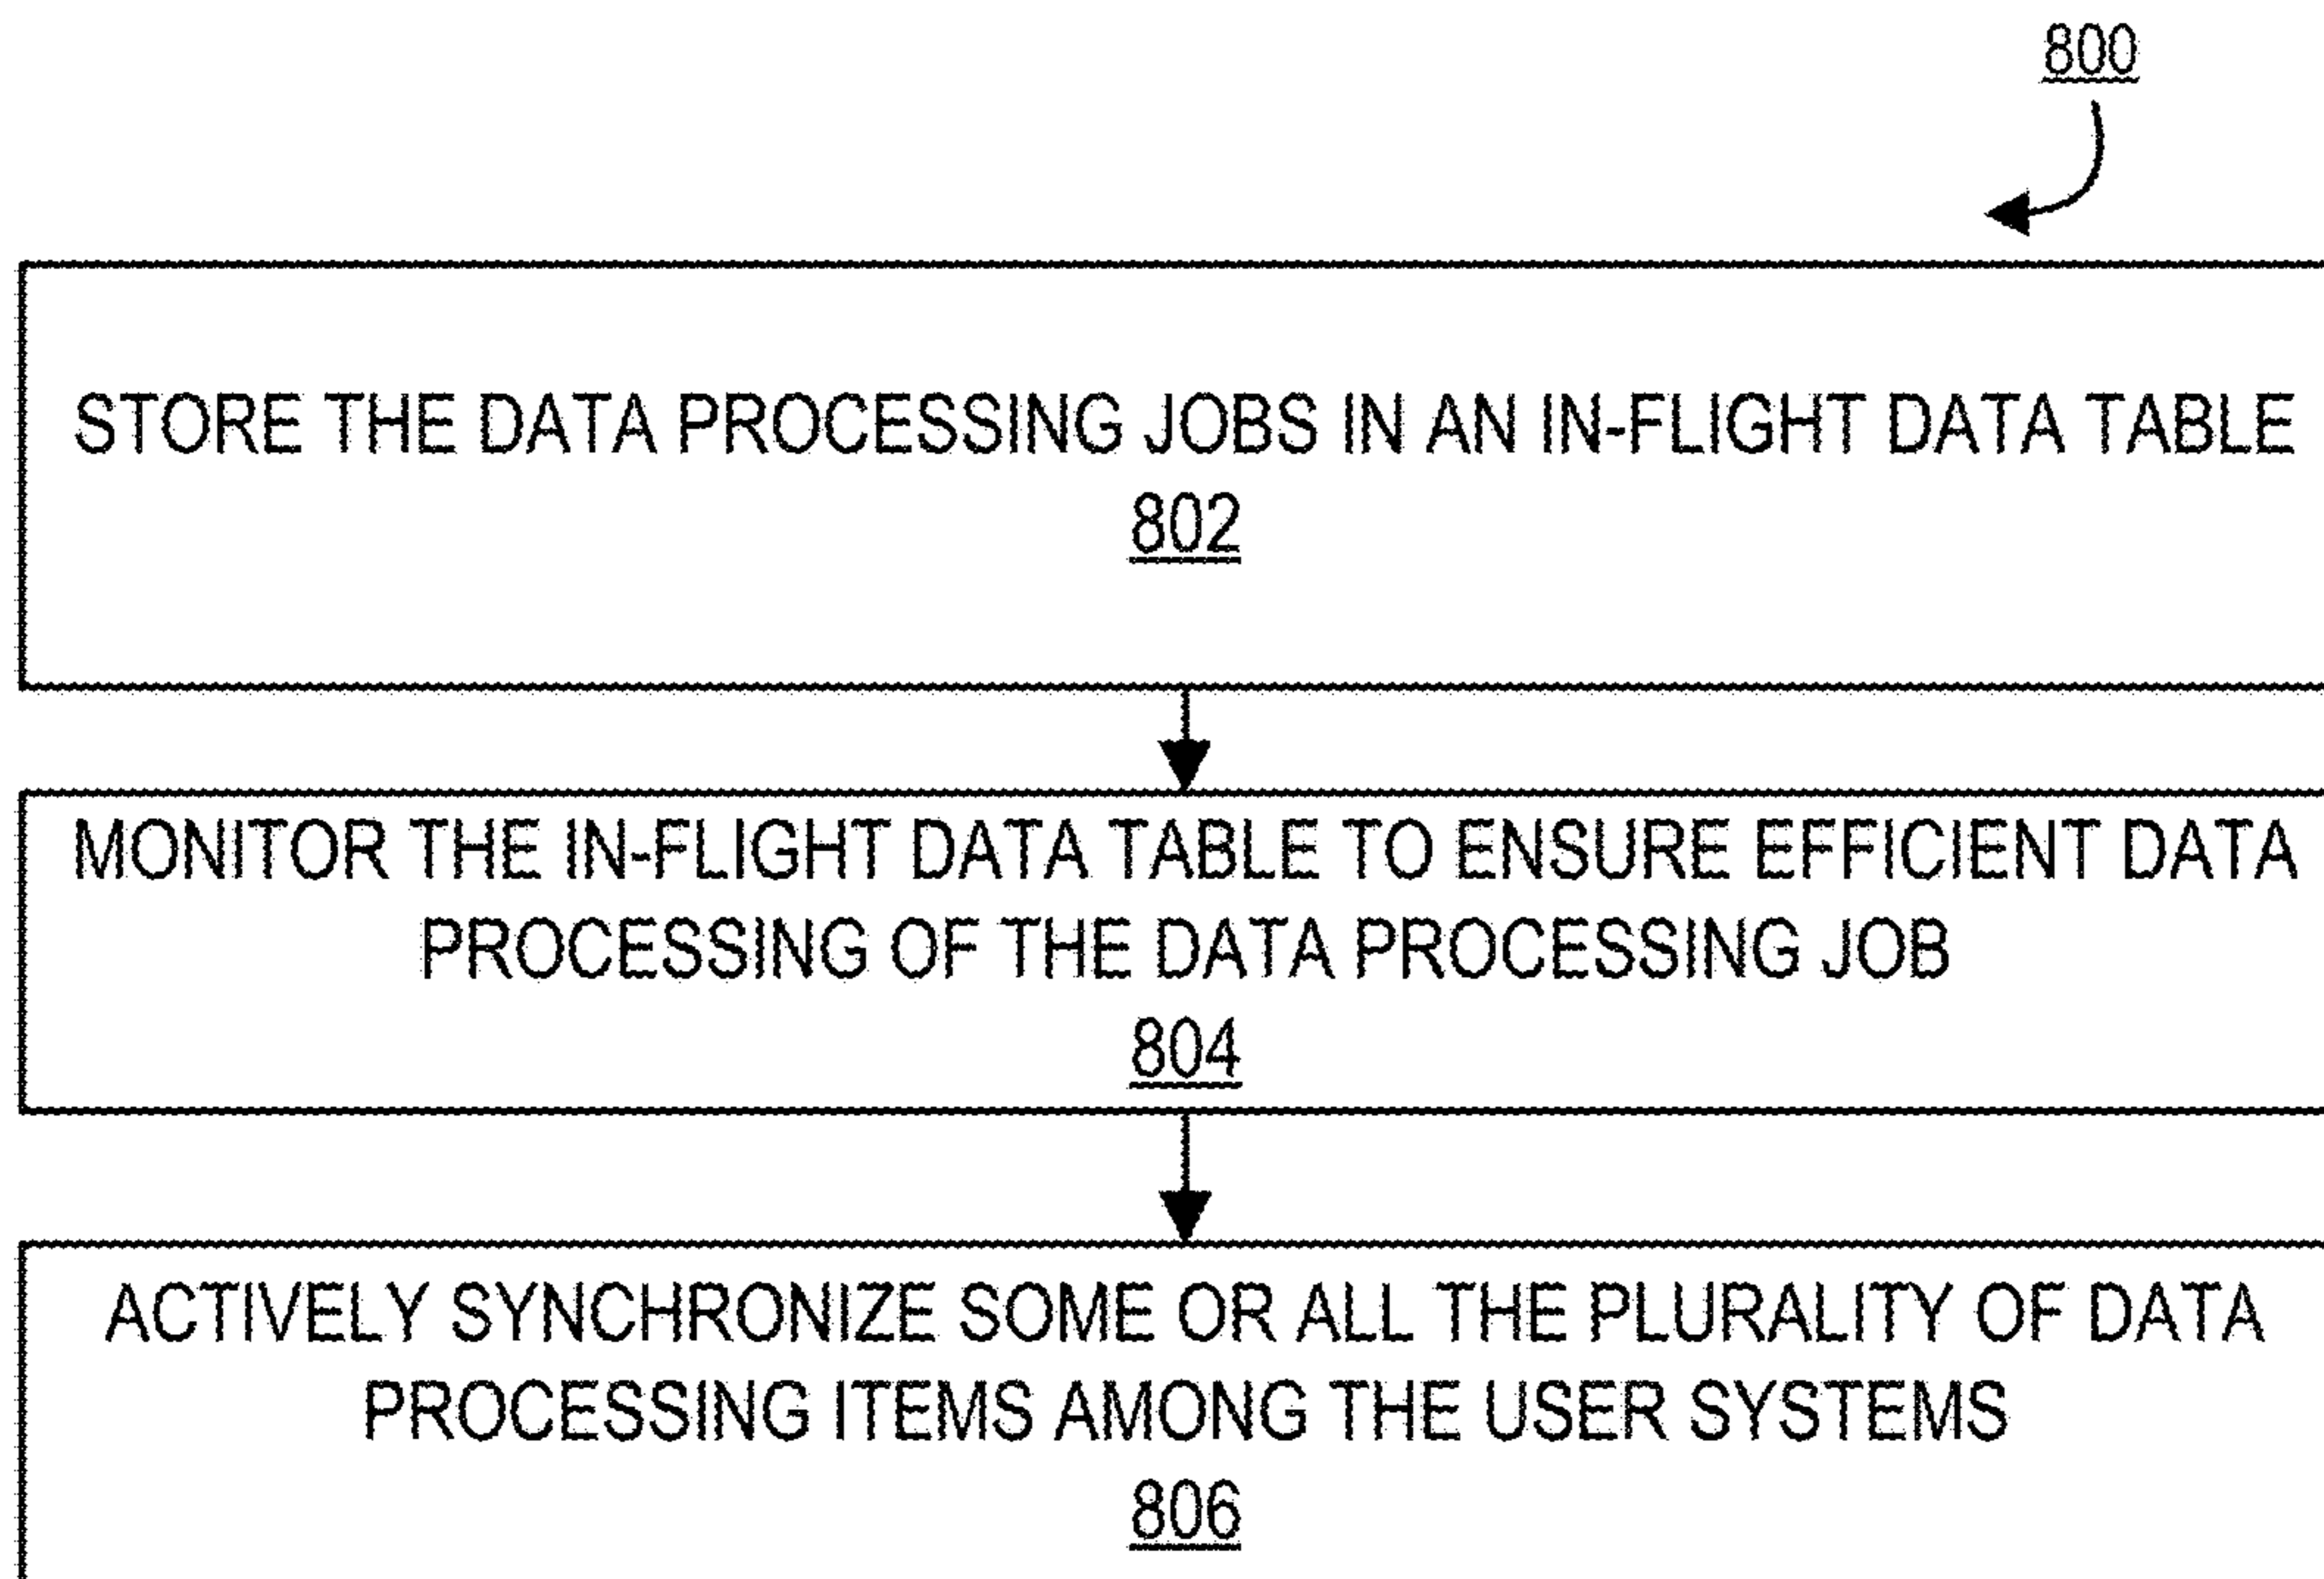 800
STORE THE DATA PROCESSING JOBS IN AN IN-FLIGHT DATA TABLE
802
MONITOR THE IN-FLIGHT DATA TABLE TO ENSURE EFFICIENT DATA
PROCESSING OF THE DATA PROCESSING JOB
804
ACTIVELY SYNCHRONIZE SOME OR ALL THE PLURALITY OF DATA
PROCESSING ITEMS AMONG THE USER SYSTEMS
806